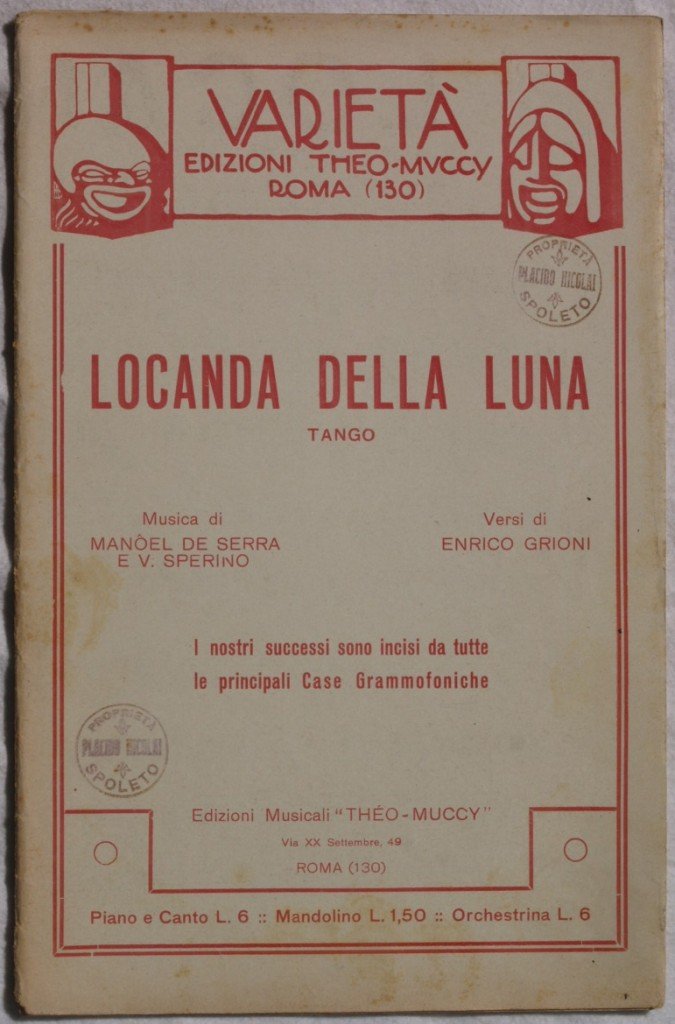 VARIETÀ
EDIZIONI THEO-MVCCY
ROMA (130)
PROPRIETÀ
PLACIDO NICOLAI
SPOLETO
LOCANDA DELLA LUNA
TANGO
Musica di
MANÔEL DE SERRA
E V. SPERINO
Versi di
ENRICO GRIONI
I nostri successi sono incisi da tutte
le principali Case Grammofoniche
PROPRIETÀ
PLACIDO NICOLAI
SPOLETO
Edizioni Musicali "THÉO-MUCCY"
Via XX Settembre, 49
ROMA (130)
Piano e Canto L. 6 :: Mandolino L. 1,50 :: Orchestrina L. 6